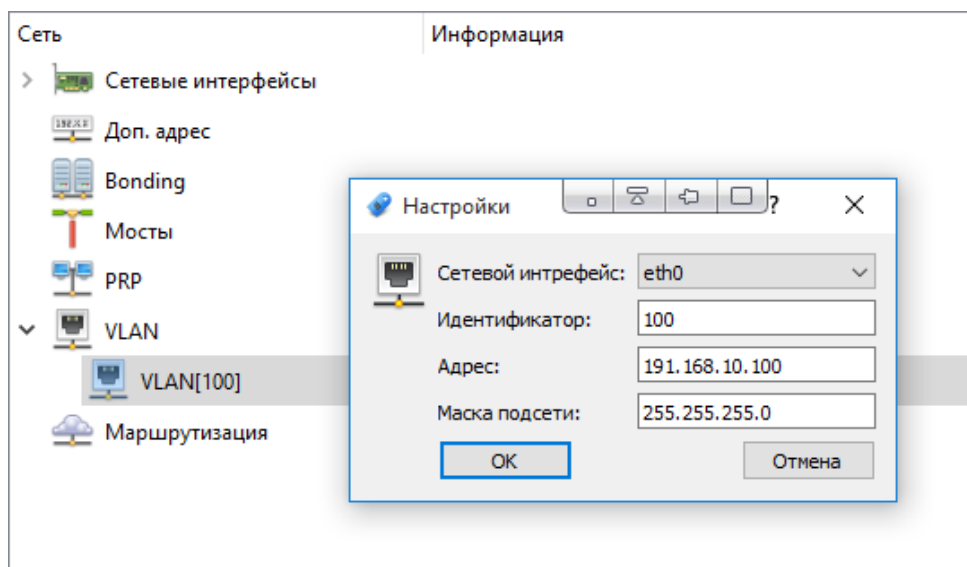 Сеть Информация
Сетевые интерфейсы
Доп. адрес
Bonding
Мосты
PRP
VLAN
VLAN[100]
Маршрутизация
Настройки ?
Сетевой интрефейс: eth0
Идентификатор: 100
Адрес: 191.168.10.100
Маска подсети: 255.255.255.0
OK Отмена